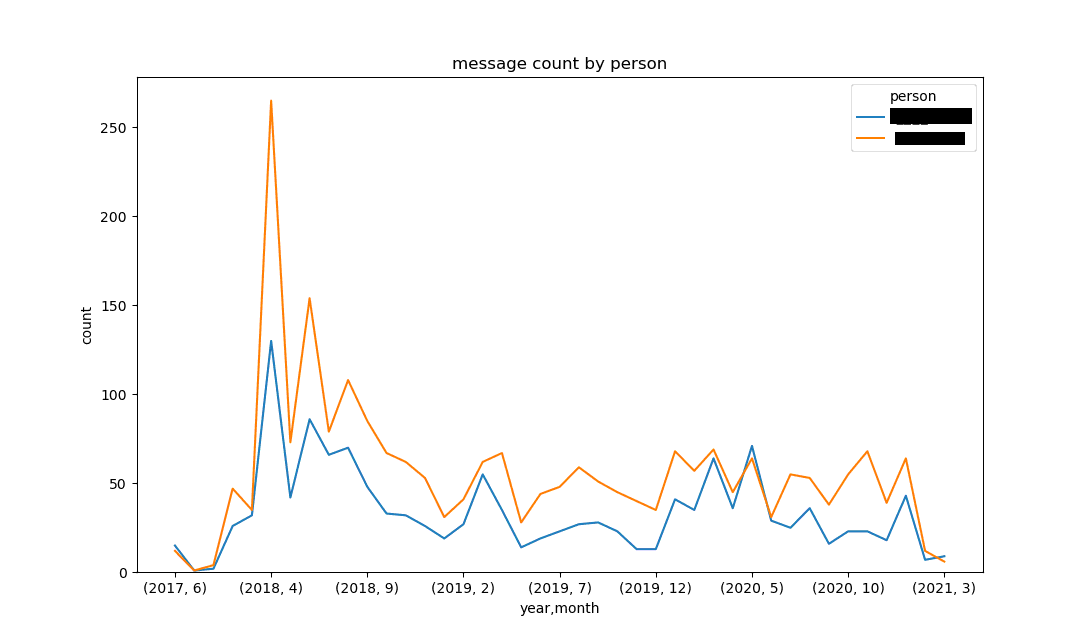 message count by person
person
250
200
150
100
50
0
count
(2017, 6) (2018, 4) (2018, 9) (2019, 2) (2019, 7) (2019, 12) (2020, 5) (2020, 10) (2021, 3)
year,month